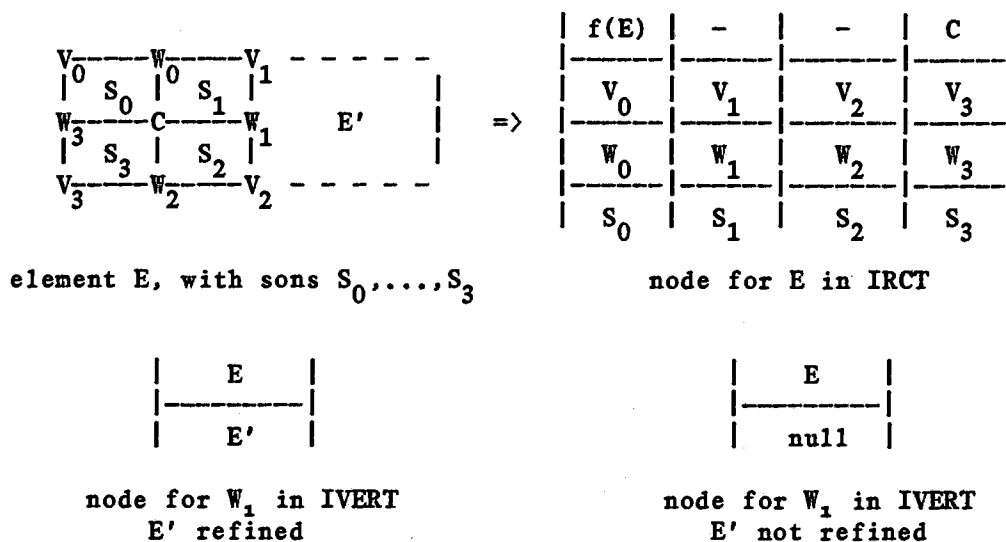 V0 W0 V1
S0 S1
W3 C W1 E'
S3 S2
V3 W2 V2
=>
f(E) - - C
V0 V1 V2 V3
W0 W1 W2 W3
S0 S1 S2 S3
element E, with sons S0,...,S3
node for E in IRCT
E
E'
node for W1 in IVERT
E' refined
E
null
node for W1 in IVERT
E' not refined